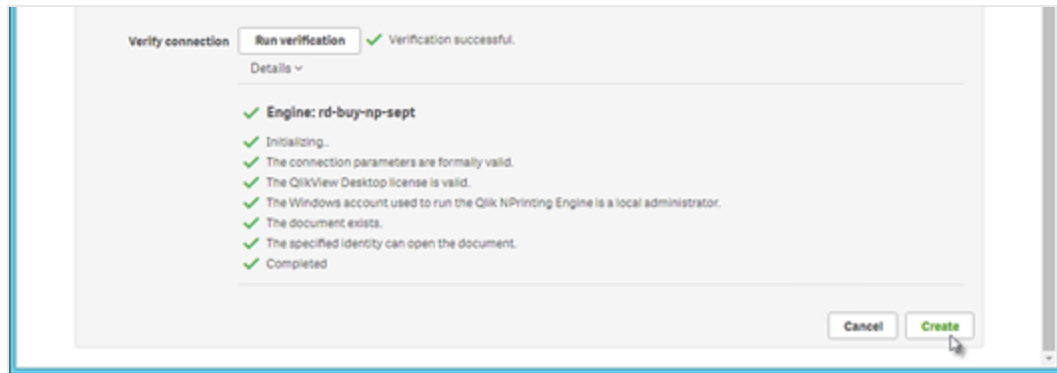 Verify connection Run verification Verification successful.
Details
Engine: rd-buy-np-sept
Initializing..
The connection parameters are formally valid.
The QlikView Desktop license is valid.
The Windows account used to run the Qlik NPrinting Engine is a local administrator.
The document exists.
The specified identity can open the document.
Completed
Cancel Create